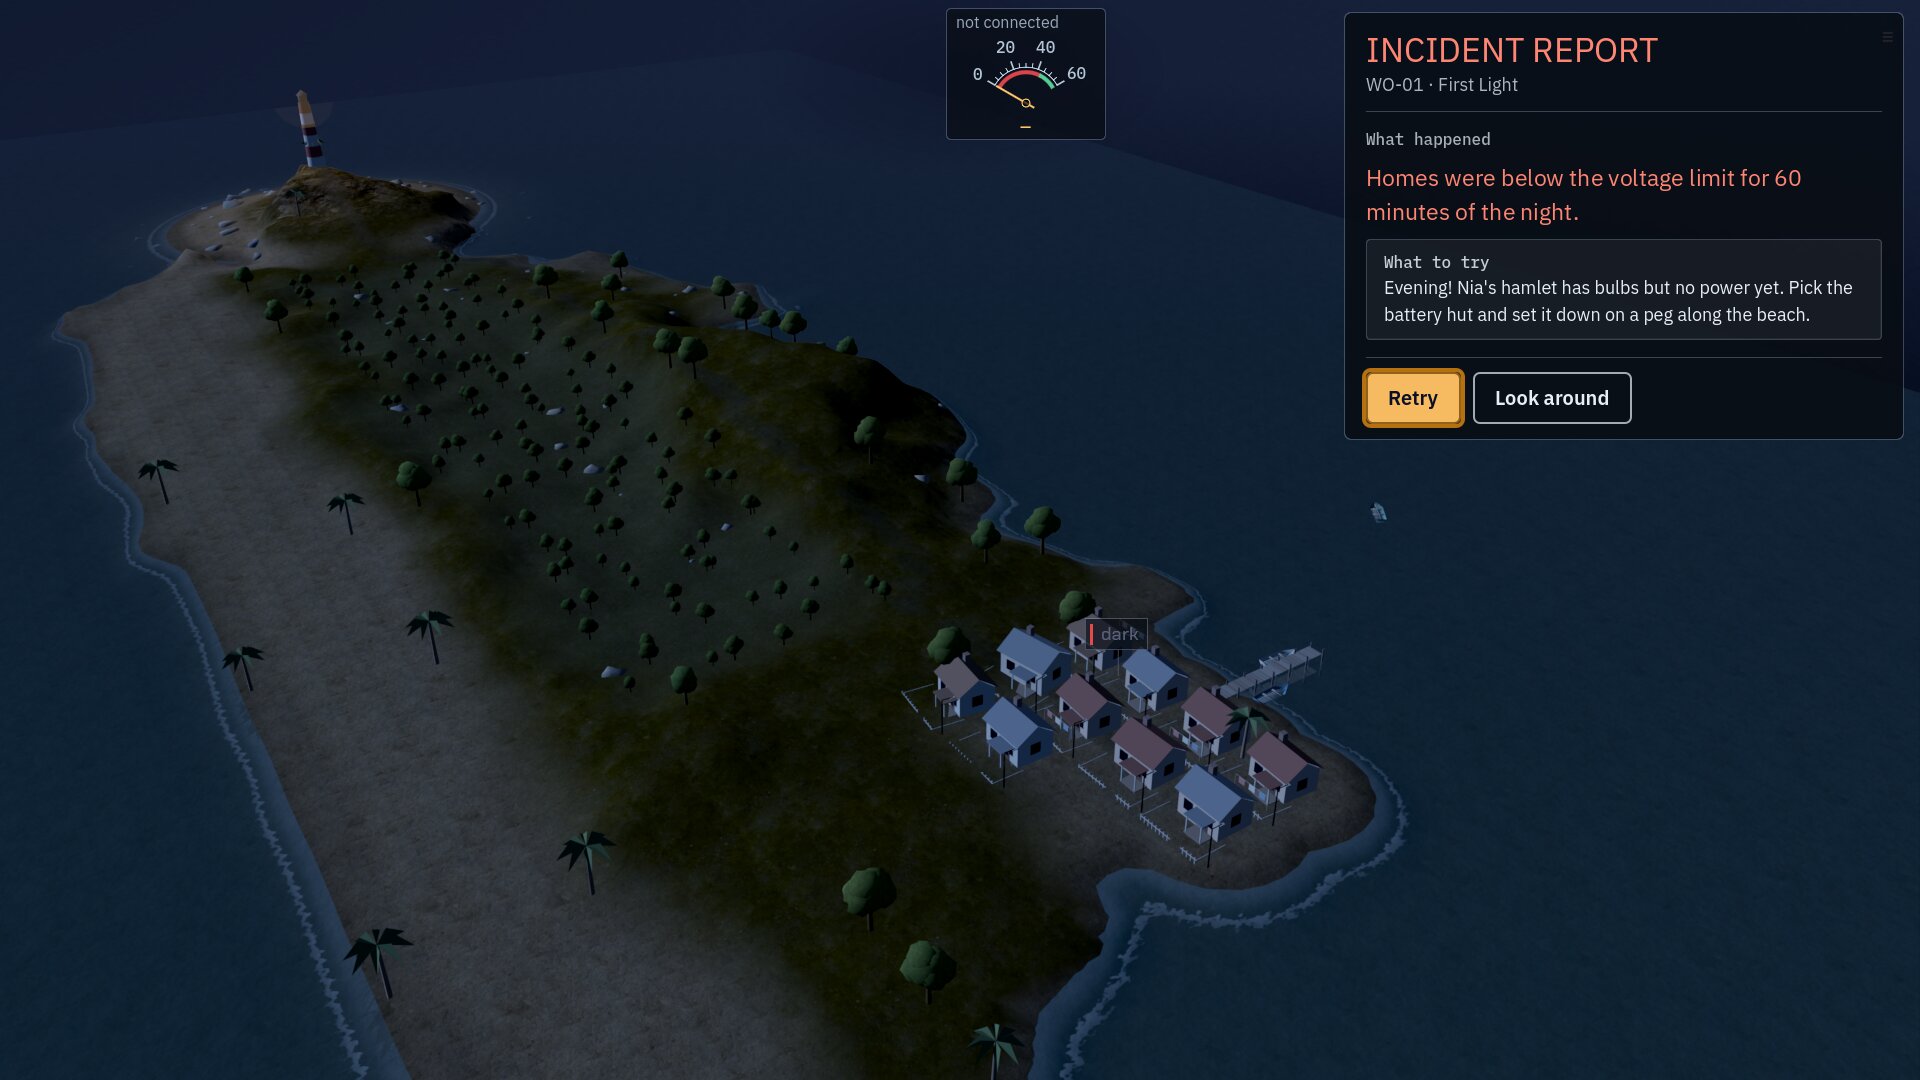 not connected
20 40
0 60
–
INCIDENT REPORT
WO-01 · First Light
What happened
Homes were below the voltage limit for 60
minutes of the night.
What to try
Evening! Nia's hamlet has bulbs but no power yet. Pick the
battery hut and set it down on a peg along the beach.
Retry Look around
dark